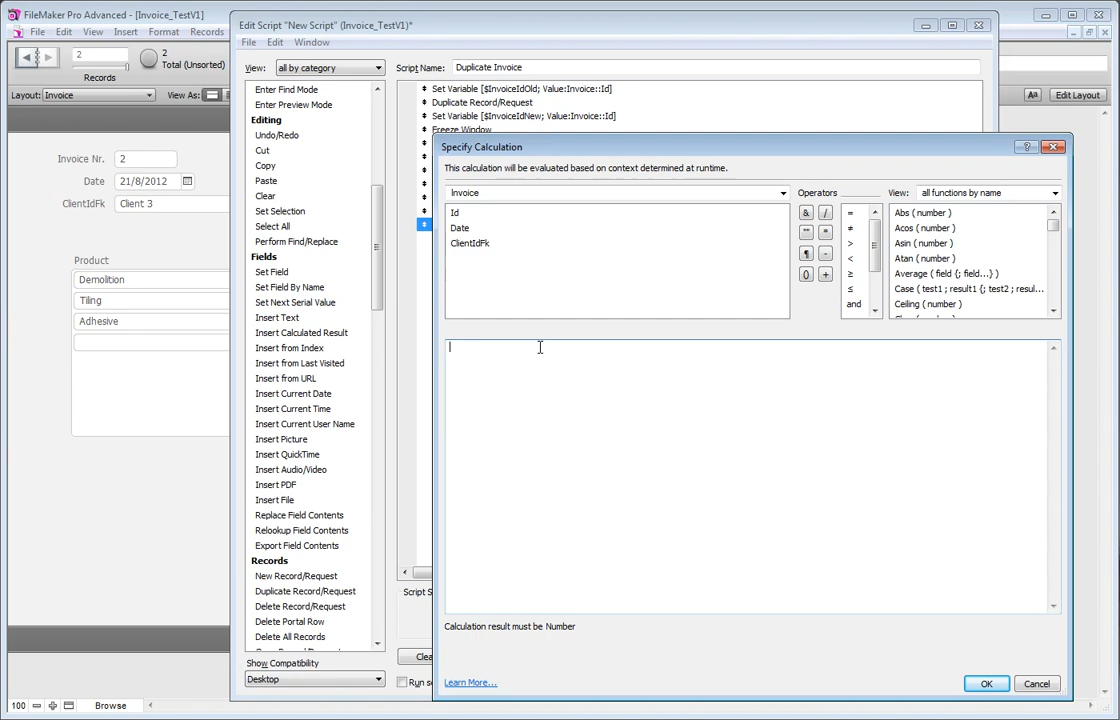 FileMaker Pro Advanced - [Invoice_TestV1]
File Edit View Insert Format Records
2
2
Total (Unsorted)
Records
Layout: Invoice View As: Aa Edit Layout
Invoice Nr. 2
Date 21/8/2012
ClientIdFk Client 3
Product
Demolition
Tiling
Adhesive
100 Browse
Edit Script "New Script" (Invoice_TestV1)*
File Edit Window
View: all by category Script Name: Duplicate Invoice
Enter Find Mode
Enter Preview Mode
Editing
Undo/Redo
Cut
Copy
Paste
Clear
Set Selection
Select All
Perform Find/Replace
Fields
Set Field
Set Field By Name
Set Next Serial Value
Insert Text
Insert Calculated Result
Insert from Index
Insert from Last Visited
Insert from URL
Insert Current Date
Insert Current Time
Insert Current User Name
Insert Picture
Insert QuickTime
Insert Audio/Video
Insert PDF
Insert File
Replace Field Contents
Relookup Field Contents
Export Field Contents
Records
New Record/Request
Duplicate Record/Request
Delete Record/Request
Delete Portal Row
Delete All Records
Show Compatibility
Desktop
Set Variable [$InvoiceIdOld; Value:Invoice::Id]
Duplicate Record/Request
Set Variable [$InvoiceIdNew; Value:Invoice::Id]
Freeze Window
Script S
Clea
Run s
Specify Calculation
This calculation will be evaluated based on context determined at runtime.
Invoice Operators View: all functions by name
Id
Date
ClientIdFk
& /
"" *
¶ -
() +
=
≠
>
<
≥
≤
and
Abs ( number )
Acos ( number )
Asin ( number )
Atan ( number )
Average ( field {; field...} )
Case ( test1 ; result1 {; test2 ; resul...
Ceiling ( number )
Calculation result must be Number
Learn More... OK Cancel